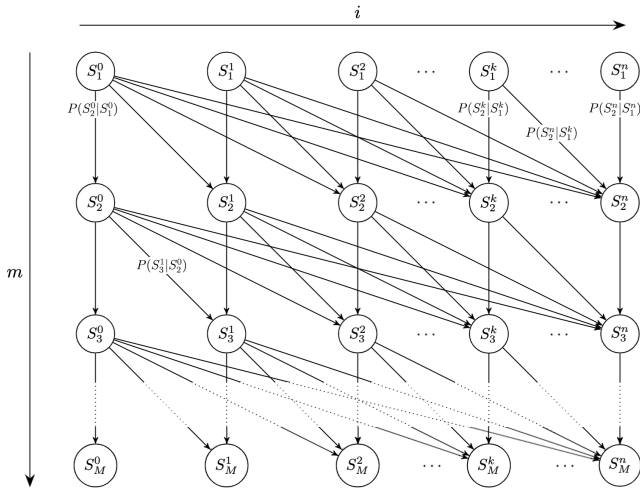 i
S_1^0 S_1^1 S_1^2 ··· S_1^k ··· S_1^n
P(S_2^0|S_1^0) P(S_2^k|S_1^k) P(S_2^n|S_1^n)
P(S_2^n|S_1^k)
S_2^0 S_2^1 S_2^2 ··· S_2^k ··· S_2^n
P(S_3^1|S_2^0)
m
S_3^0 S_3^1 S_3^2 ··· S_3^k ··· S_3^n
S_M^0 S_M^1 S_M^2 ··· S_M^k ··· S_M^n